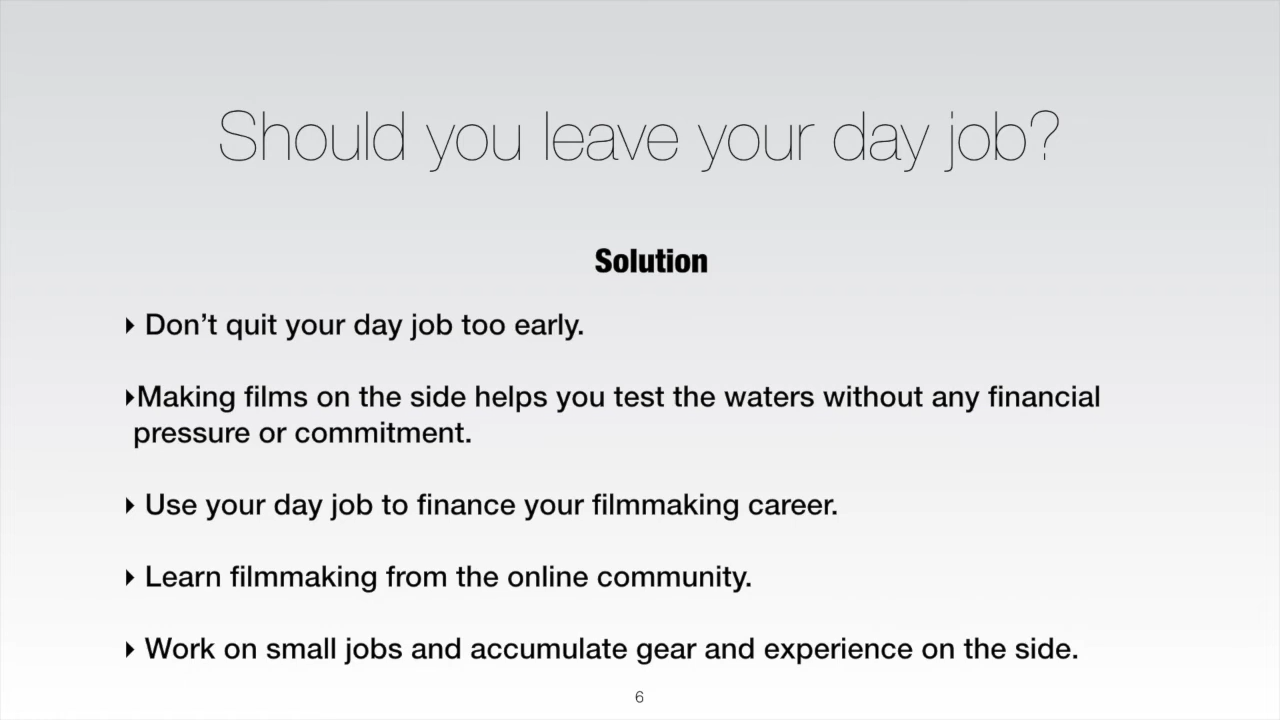 Should you leave your day job?
Solution
‣ Don’t quit your day job too early.
‣Making films on the side helps you test the waters without any financial
pressure or commitment.
‣ Use your day job to finance your filmmaking career.
‣ Learn filmmaking from the online community.
‣ Work on small jobs and accumulate gear and experience on the side.
6